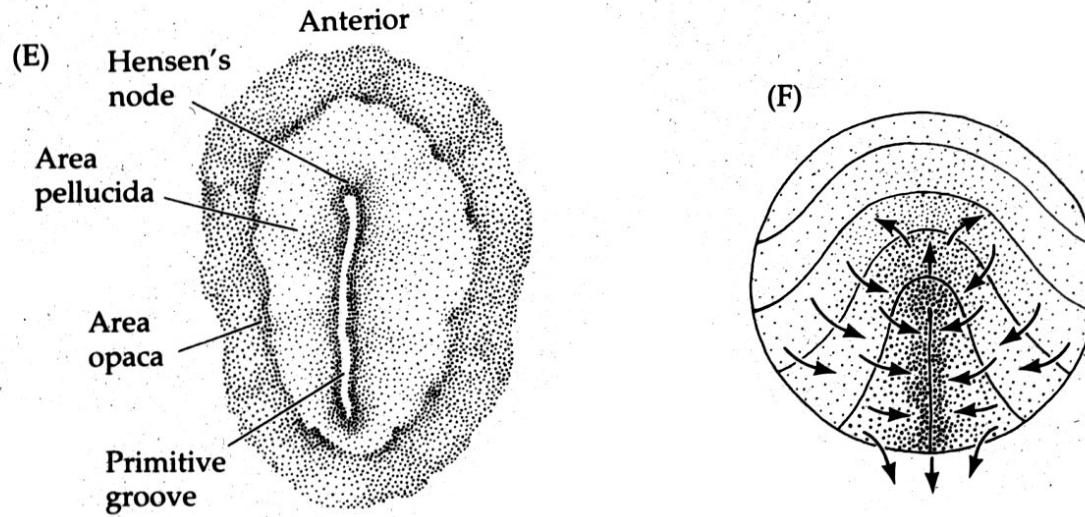 Anterior
(E)
Hensen's
node
Area
pellucida
Area
opaca
Primitive
groove
(F)